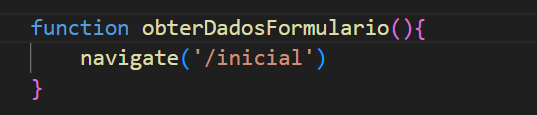 function obterDadosFormulario(){
    navigate('/inicial')
}